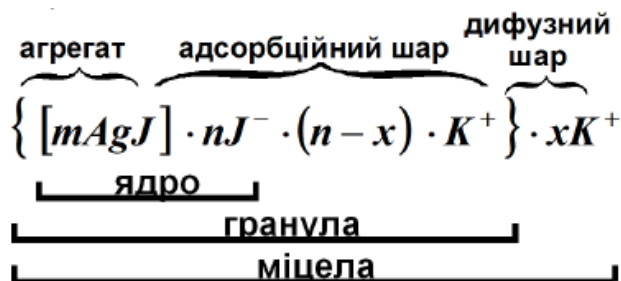 дифузний
агрегат адсорбційний шар шар
{ [mAgJ] · nJ⁻ · (n − x) · K⁺ } · xK⁺
ядро
гранула
міцела